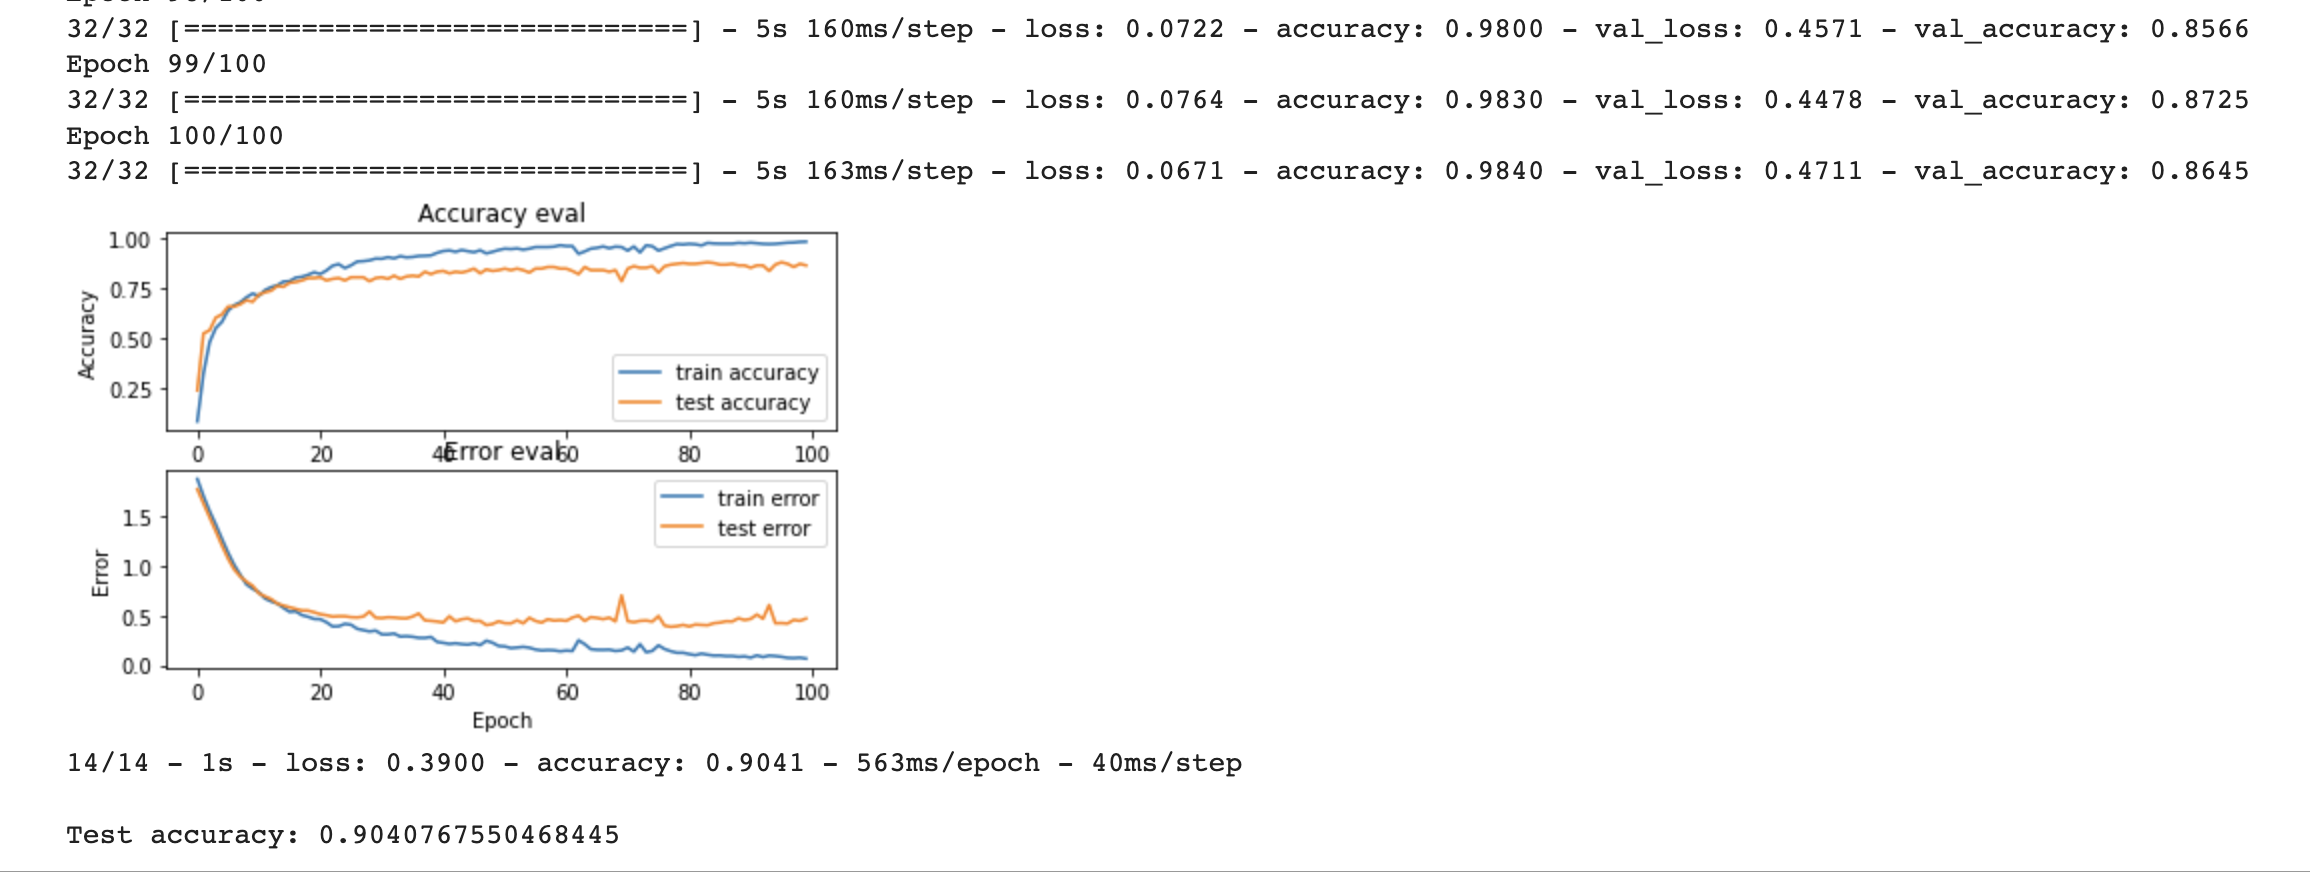 32/32 [==============================] - 5s 160ms/step - loss: 0.0722 - accuracy: 0.9800 - val_loss: 0.4571 - val_accuracy: 0.8566
Epoch 99/100
32/32 [==============================] - 5s 160ms/step - loss: 0.0764 - accuracy: 0.9830 - val_loss: 0.4478 - val_accuracy: 0.8725
Epoch 100/100
32/32 [==============================] - 5s 163ms/step - loss: 0.0671 - accuracy: 0.9840 - val_loss: 0.4711 - val_accuracy: 0.8645
Accuracy eval
1.00
0.75
0.50
0.25
Accuracy
train accuracy
test accuracy
0 20 40 60 80 100
Error eval
train error
test error
1.5
1.0
0.5
0.0
Error
0 20 40 60 80 100
Epoch
14/14 - 1s - loss: 0.3900 - accuracy: 0.9041 - 563ms/epoch - 40ms/step
Test accuracy: 0.9040767550468445